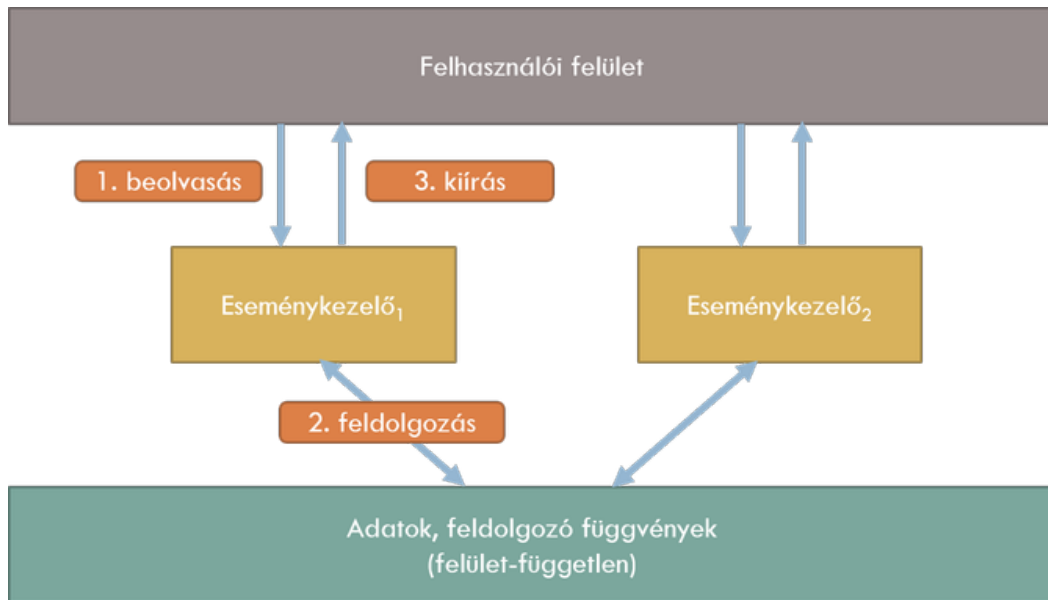 Felhasználói felület
1. beolvasás
3. kiírás
Eseménykezelő₁
Eseménykezelő₂
2. feldolgozás
Adatok, feldolgozó függvények
(felület-független)